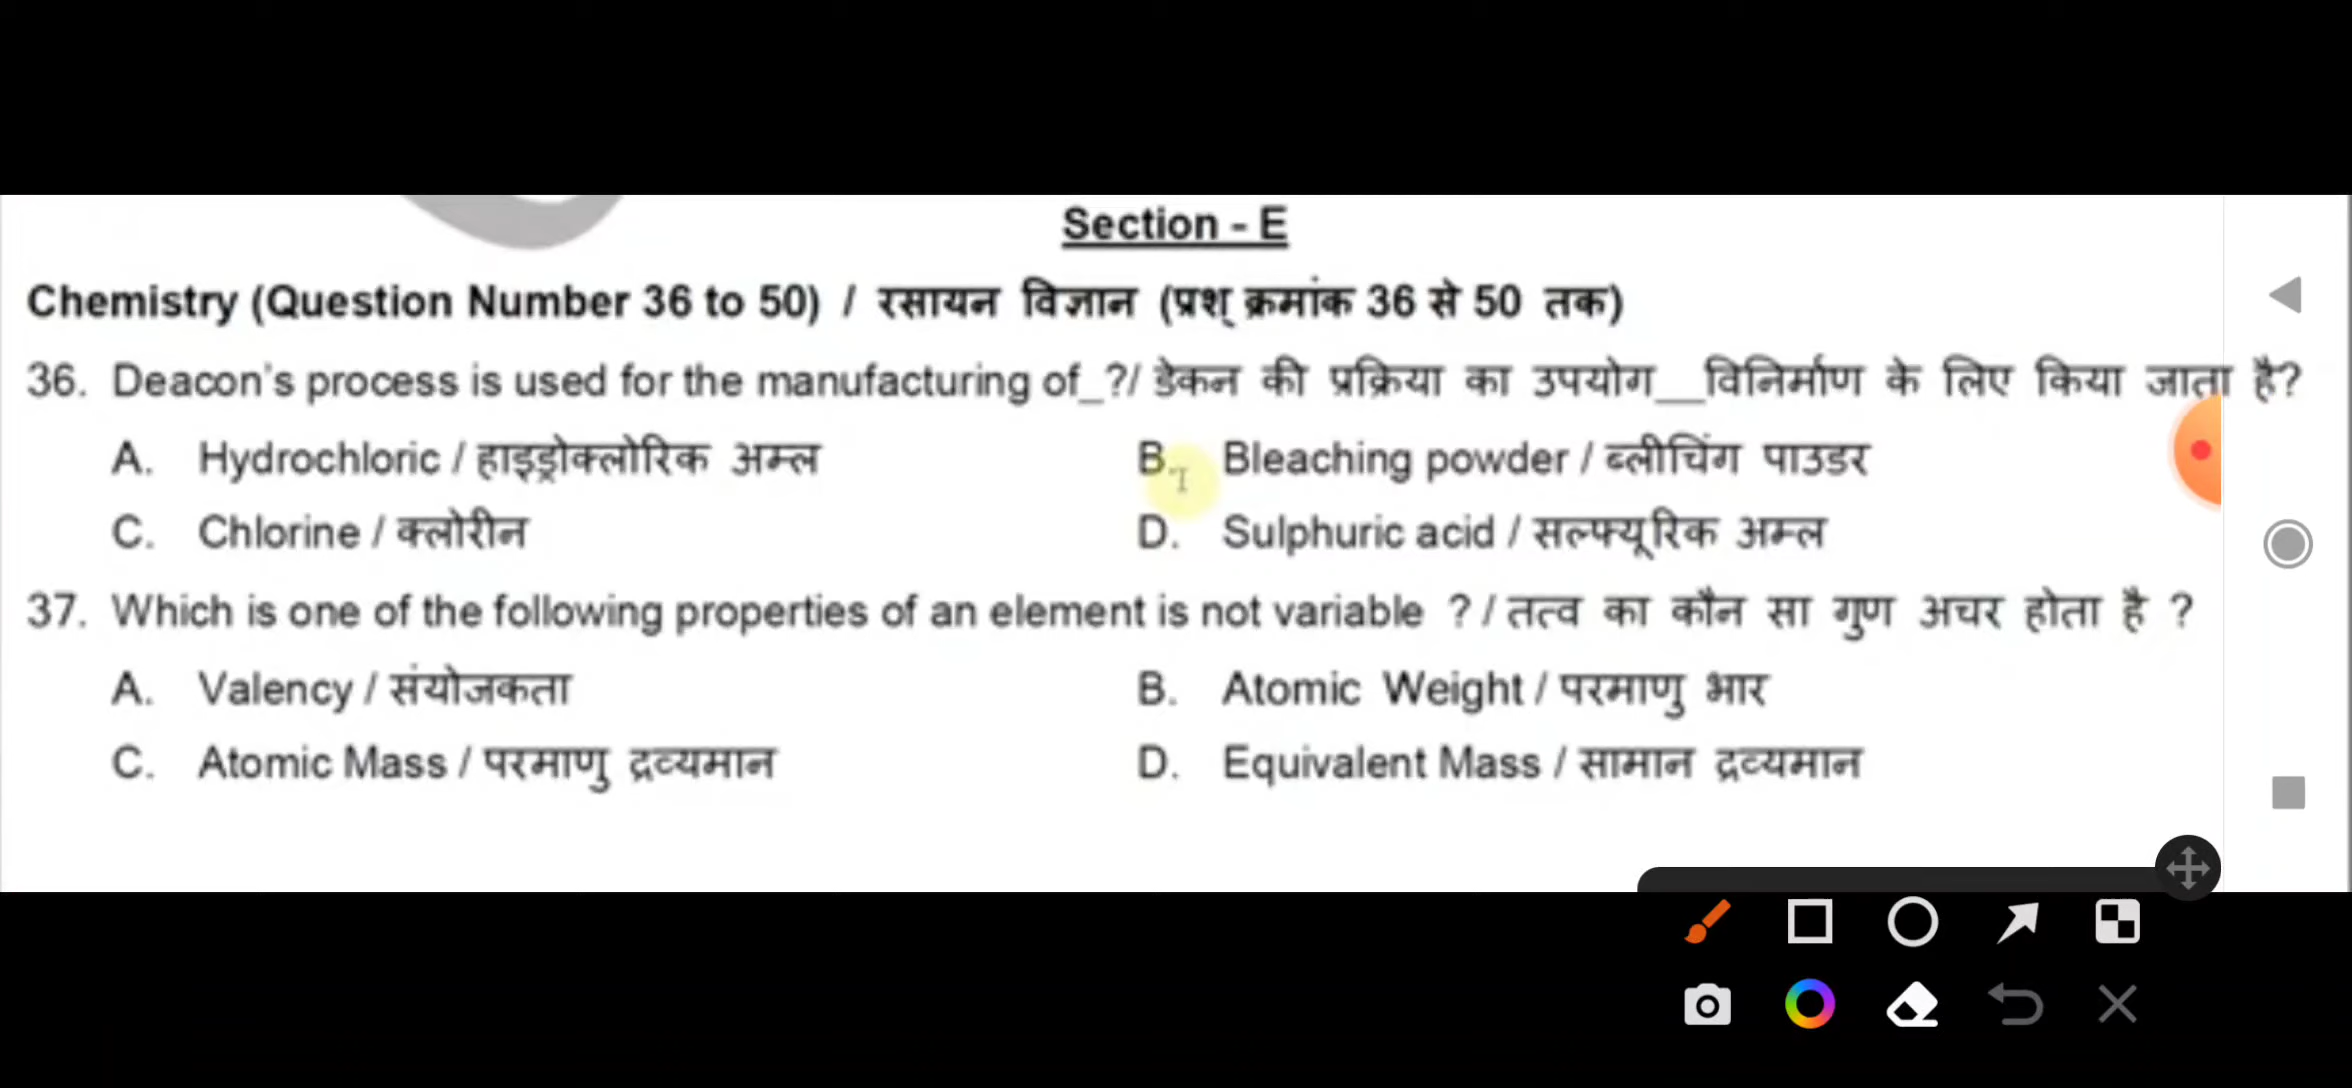 Section - E
Chemistry (Question Number 36 to 50) / रसायन विज्ञान (प्रश् क्रमांक 36 से 50 तक)
36. Deacon's process is used for the manufacturing of_?/ डेकन की प्रक्रिया का उपयोग__विनिर्माण के लिए किया जाता है?
A. Hydrochloric / हाइड्रोक्लोरिक अम्ल B. Bleaching powder / ब्लीचिंग पाउडर
C. Chlorine / क्लोरीन D. Sulphuric acid / सल्फ्यूरिक अम्ल
37. Which is one of the following properties of an element is not variable ? / तत्व का कौन सा गुण अचर होता है ?
A. Valency / संयोजकता B. Atomic Weight / परमाणु भार
C. Atomic Mass / परमाणु द्रव्यमान D. Equivalent Mass / सामान द्रव्यमान